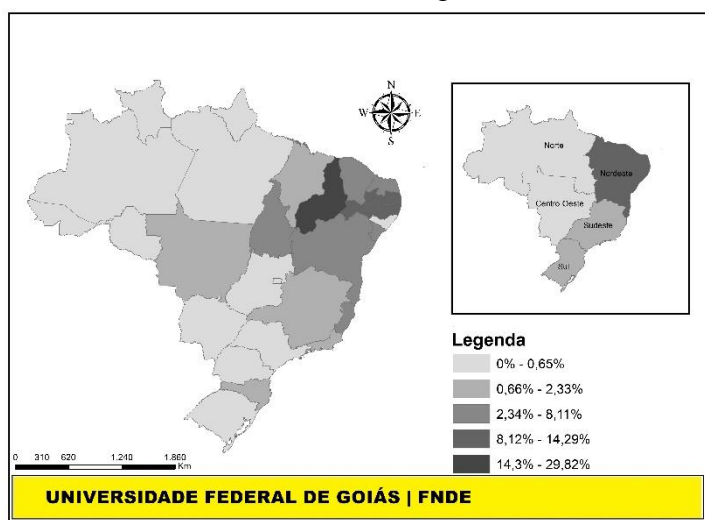 N
W
E
S
Norte
Nordeste
Centro Oeste
Sudeste
Sul
Legenda
0% - 0,65%
0,66% - 2,33%
2,34% - 8,11%
8,12% - 14,29%
14,3% - 29,82%
0 310 620 1.240 1.860
Km
UNIVERSIDADE FEDERAL DE GOIÁS | FNDE